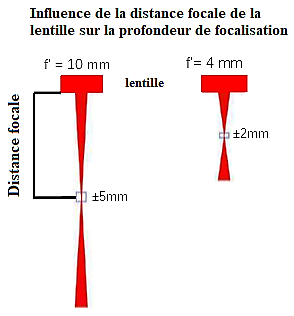 Influence de la distance focale de la
lentille sur la profondeur de focalisation
f' = 10 mm
f'= 4 mm
lentille
Distance focale
±2mm
±5mm